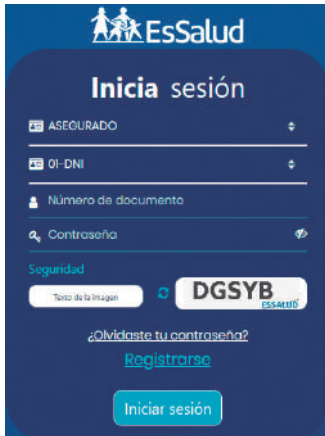 EsSalud
Inicia sesión
ASEGURADO
01-DNI
Número de documento
Contraseña
Seguridad
Texto de la imagen
DGSYB
ESSALUD
¿Olvidaste tu contraseña?
Registrarse
Iniciar sesión